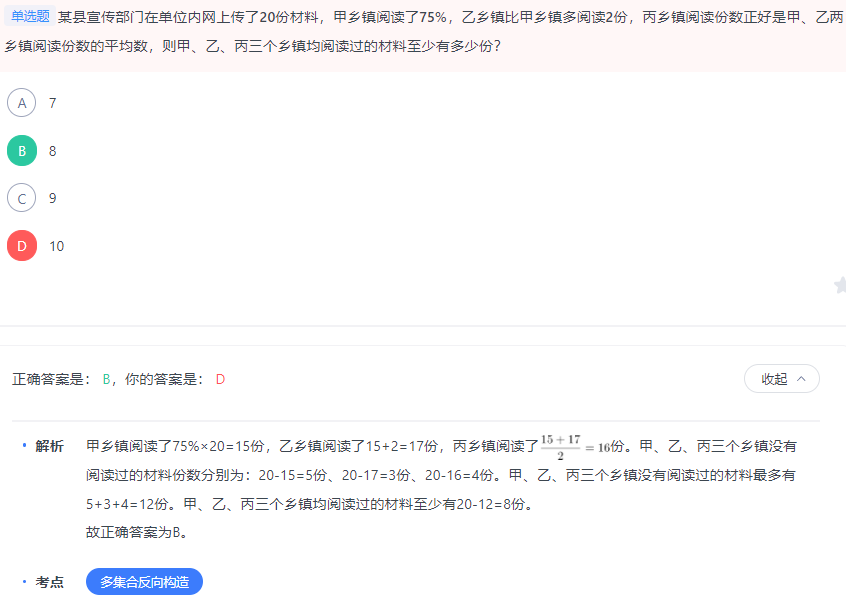 单选题 某县宣传部门在单位内网上传了20份材料，甲乡镇阅读了75%，乙乡镇比甲乡镇多阅读2份，丙乡镇阅读份数正好是甲、乙两
乡镇阅读份数的平均数，则甲、乙、丙三个乡镇均阅读过的材料至少有多少份？
A 7
B 8
C 9
D 10
正确答案是： B，你的答案是： D
收起
解析 甲乡镇阅读了75%×20=15份，乙乡镇阅读了15+2=17份，丙乡镇阅读了(15+17)/2=16份。甲、乙、丙三个乡镇没有
阅读过的材料份数分别为：20-15=5份、20-17=3份、20-16=4份。甲、乙、丙三个乡镇没有阅读过的材料最多有
5+3+4=12份。甲、乙、丙三个乡镇均阅读过的材料至少有20-12=8份。
故正确答案为B。
考点 多集合反向构造